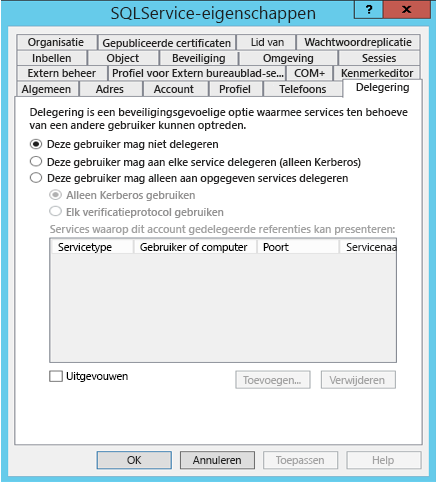 SQLService-eigenschappen
?
x
Organisatie Gepubliceerde certificaten Lid van Wachtwoordreplicatie
Inbellen Object Beveiliging Omgeving Sessies
Extern beheer Profiel voor Extern bureaublad-se... COM+ Kenmerkeditor
Algemeen Adres Account Profiel Telefoons Delegering
Delegering is een beveiligingsgevoelige optie waarmee services ten behoeve
van een andere gebruiker kunnen optreden.
Deze gebruiker mag niet delegeren
Deze gebruiker mag aan elke service delegeren (alleen Kerberos)
Deze gebruiker mag alleen aan opgegeven services delegeren
Alleen Kerberos gebruiken
Elk verificatieprotocol gebruiken
Services waarop dit account gedelegeerde referenties kan presenteren:
Servicetype Gebruiker of computer Poort Servicenaa
Uitgevouwen Toevoegen... Verwijderen
OK Annuleren Toepassen Help